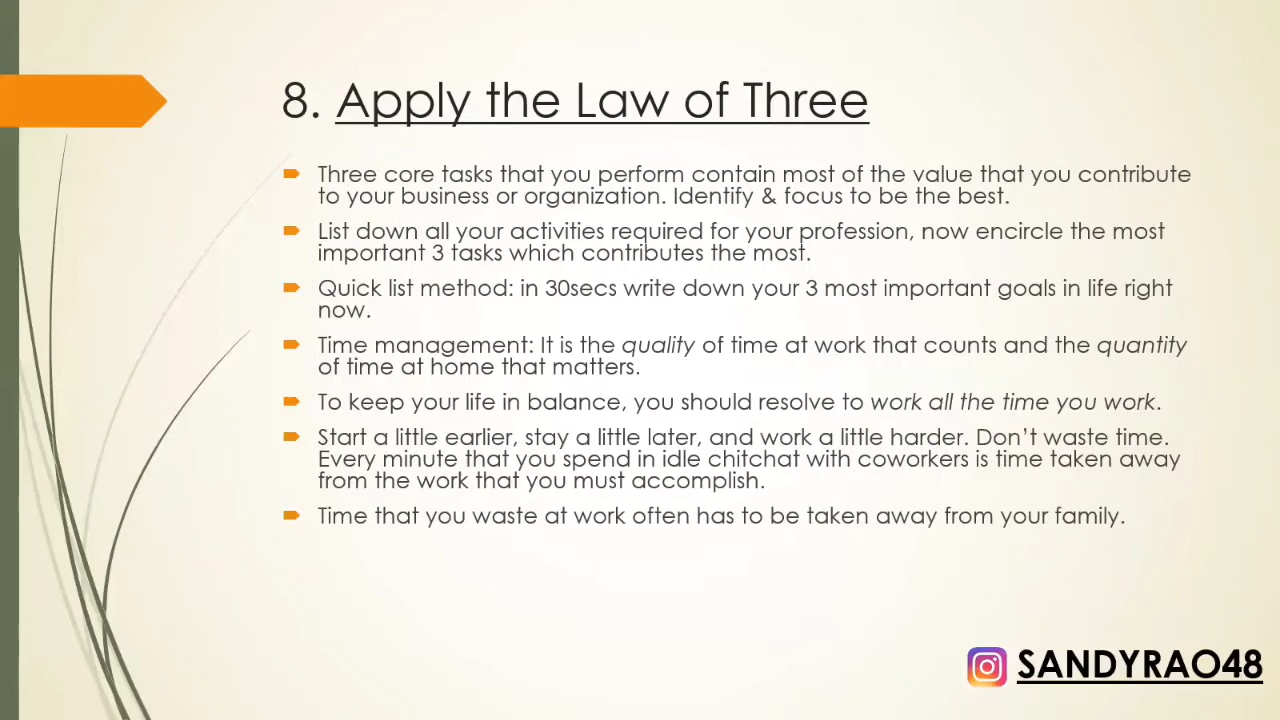 8. Apply the Law of Three
Three core tasks that you perform contain most of the value that you contribute
to your business or organization. Identify & focus to be the best.
List down all your activities required for your profession, now encircle the most
important 3 tasks which contributes the most.
Quick list method: in 30secs write down your 3 most important goals in life right
now.
Time management: It is the quality of time at work that counts and the quantity
of time at home that matters.
To keep your life in balance, you should resolve to work all the time you work.
Start a little earlier, stay a little later, and work a little harder. Don’t waste time.
Every minute that you spend in idle chitchat with coworkers is time taken away
from the work that you must accomplish.
Time that you waste at work often has to be taken away from your family.
SANDYRAO48